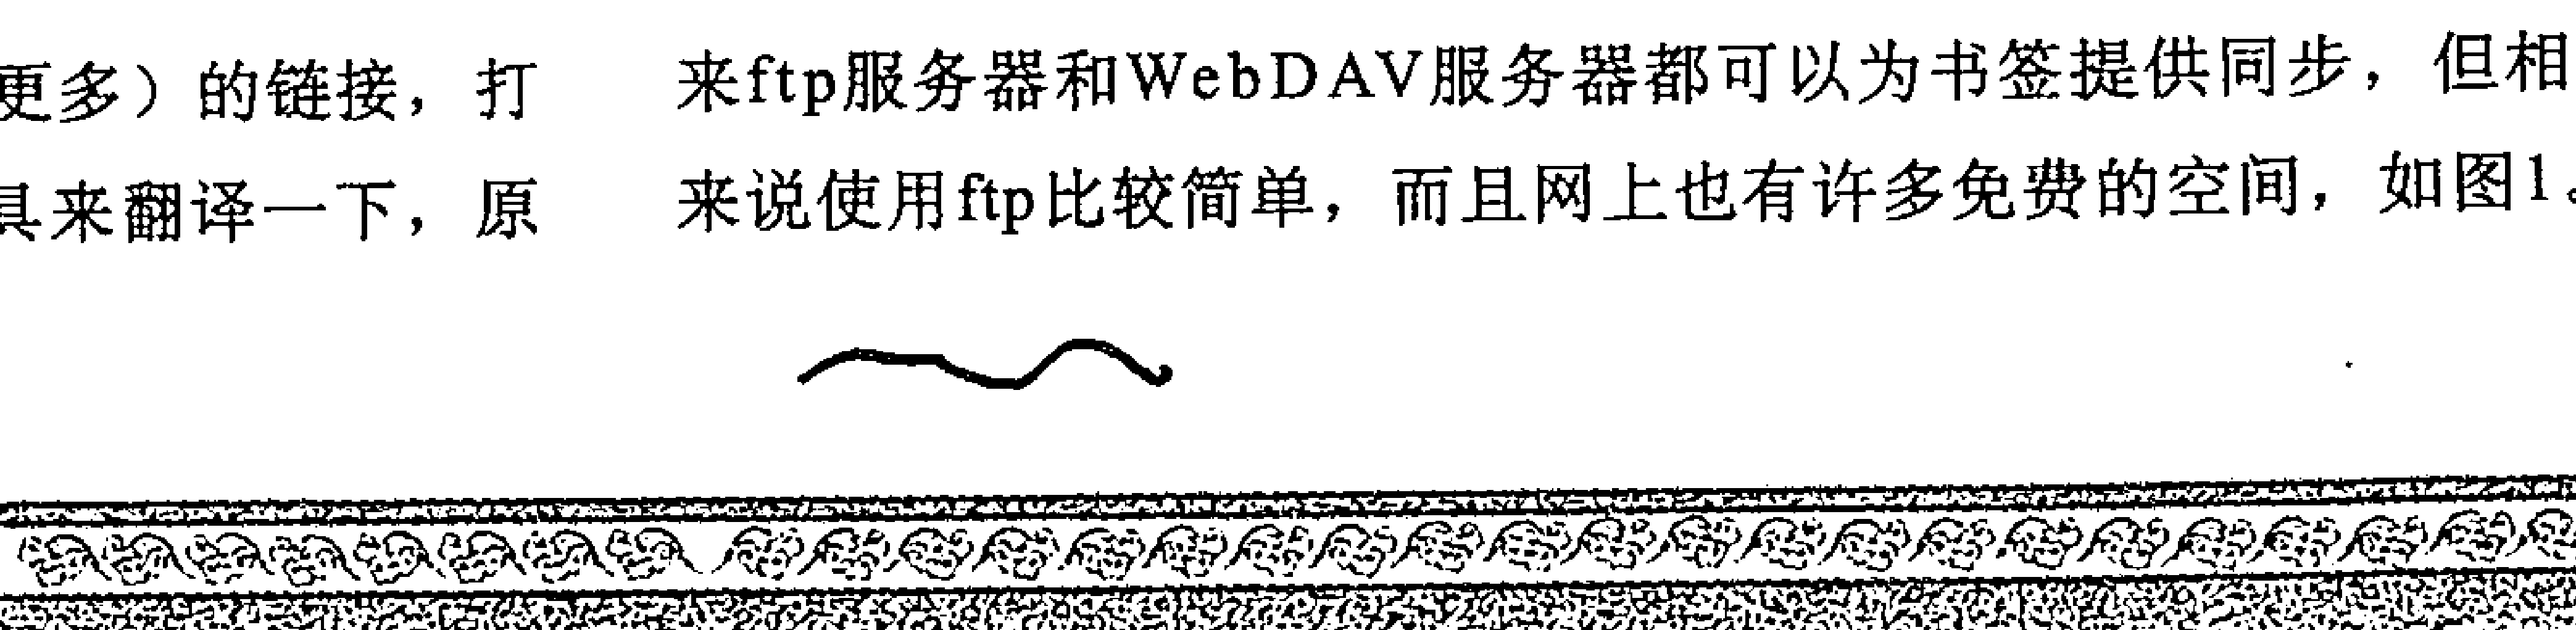 更多）的链接，打
具来翻译一下，原
来ftp服务器和WebDAV服务器都可以为书签提供同步，但相
来说使用ftp比较简单，而且网上也有许多免费的空间，如图1。